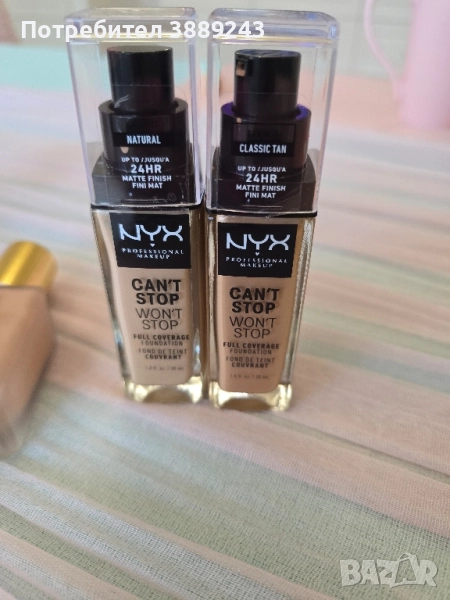 Потребител 3889243
NATURAL
UP TO / JUSQU'A
24HR
MATTE FINISH
FINI MAT
NYX
PROFESSIONAL
MAKEUP
CAN'T
STOP
WON'T
STOP
FULL COVERAGE
FOUNDATION
FOND DE TEINT
COUVRANT
CLASSIC TAN
UP TO / JUSQU'A
24HR
MATTE FINISH
FINI MAT
NYX
PROFESSIONAL
MAKEUP
CAN'T
STOP
WON'T
STOP
FULL COVERAGE
FOUNDATION
FOND DE TEINT
COUVRANT
BAZAR